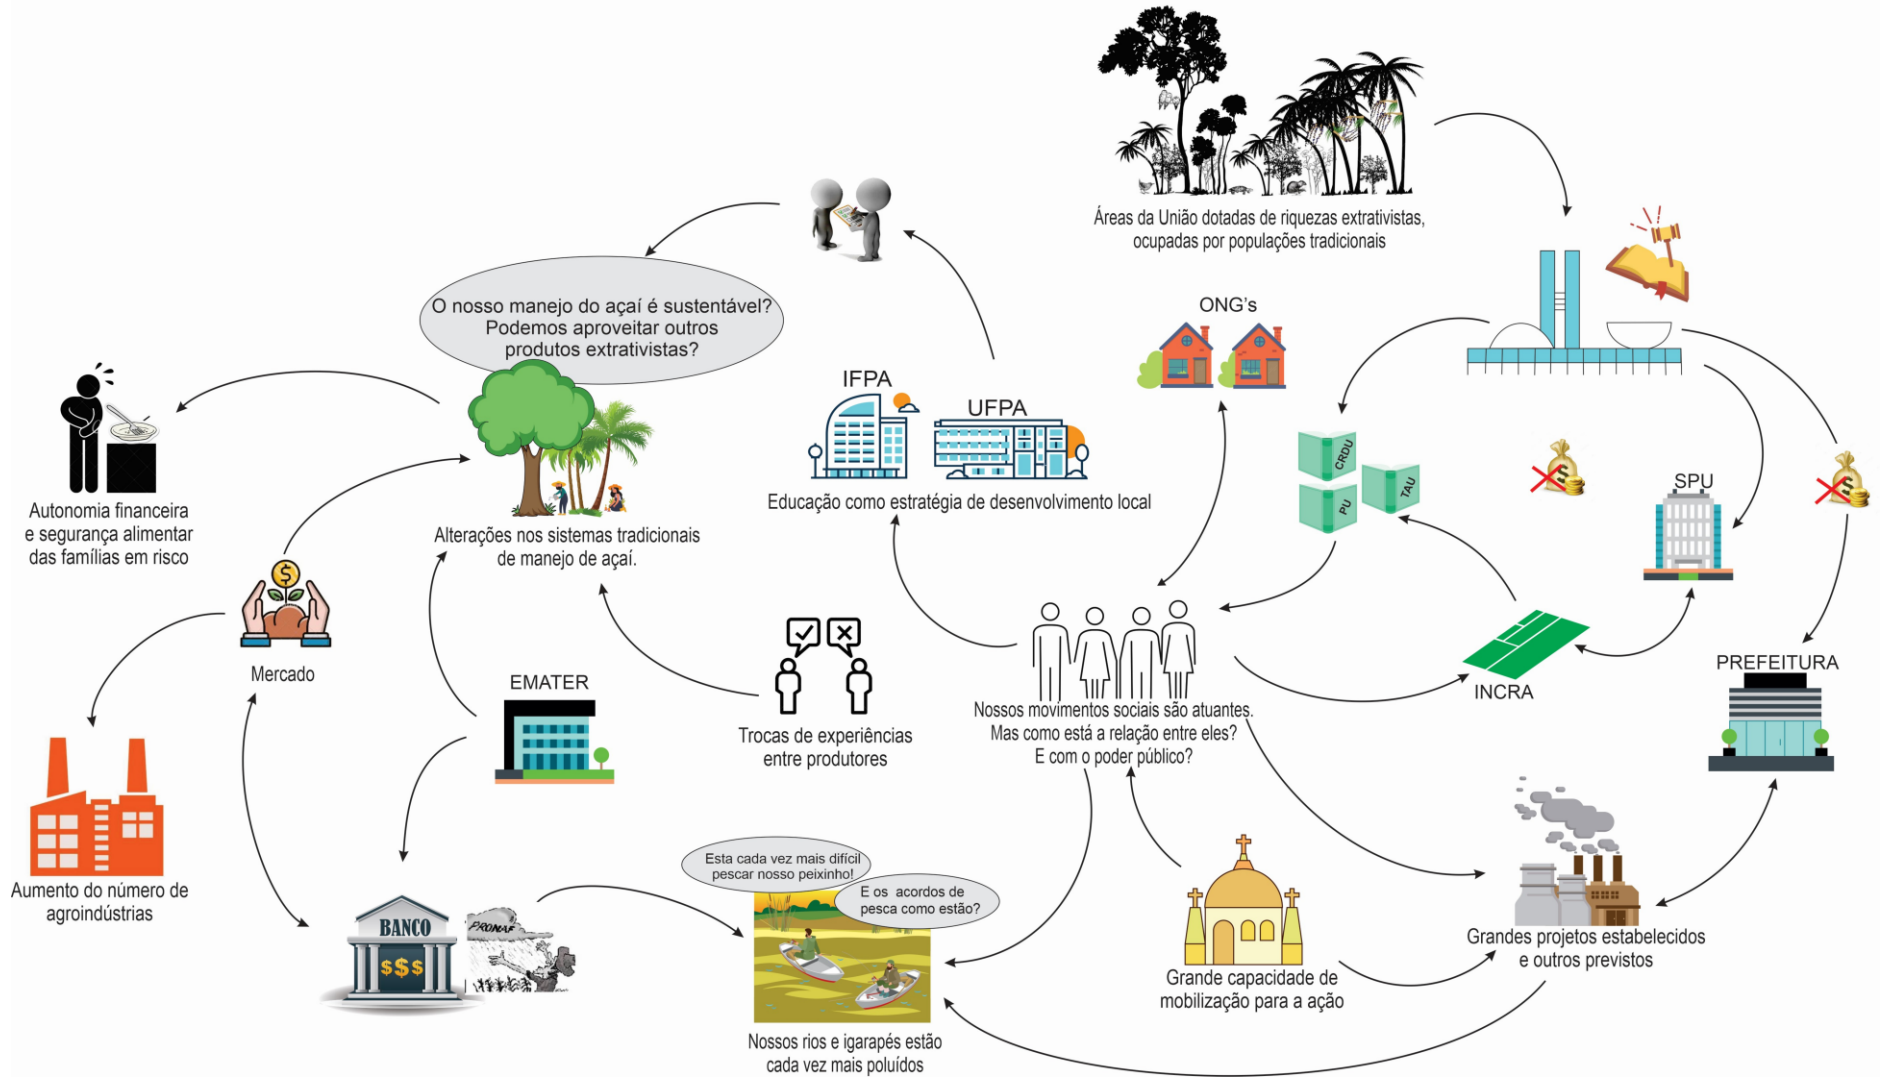 Áreas da União dotadas de riquezas extrativistas,
ocupadas por populações tradicionais
O nosso manejo do açaí é sustentável?
Podemos aproveitar outros
produtos extrativistas?
ONG's
IFPA
UFPA
Educação como estratégia de desenvolvimento local
CRDU
TAU
PU
SPU
Autonomia financeira
e segurança alimentar
das famílias em risco
Alterações nos sistemas tradicionais
de manejo de açaí.
Mercado
EMATER
Trocas de experiências
entre produtores
Nossos movimentos sociais são atuantes.
Mas como está a relação entre eles?
E com o poder público?
INCRA
PREFEITURA
Aumento do número de
agroindústrias
BANCO
$$$
PRONAF
Esta cada vez mais difícil
pescar nosso peixinho!
E os acordos de
pesca como estão?
Nossos rios e igarapés estão
cada vez mais poluídos
Grande capacidade de
mobilização para a ação
Grandes projetos estabelecidos
e outros previstos